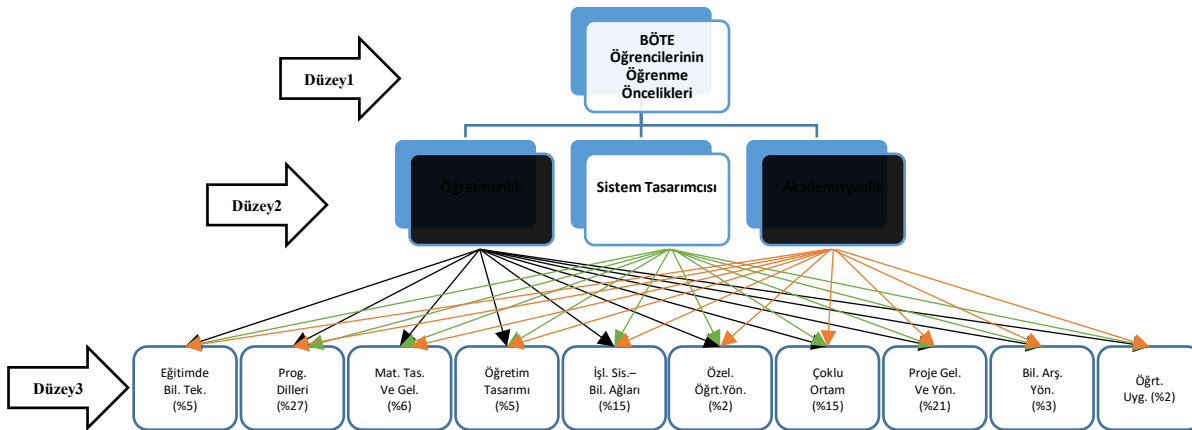 BÖTE
Öğrencilerinin
Öğrenme
Öncelikleri
Düzey1
Öğretmenlik
Sistem Tasarımcısı
Akademisyenlik
Düzey2
Düzey3
Eğitimde
Bil. Tek.
(%5)
Prog.
Dilleri
(%27)
Mat. Tas.
Ve Gel.
(%6)
Öğretim
Tasarımı
(%5)
İşl. Sis.–
Bil. Ağları
(%15)
Özel.
Öğrt.Yön.
(%2)
Çoklu
Ortam
(%15)
Proje Gel.
Ve Yön.
(%21)
Bil. Arş.
Yön.
(%3)
Öğrt.
Uyg. (%2)